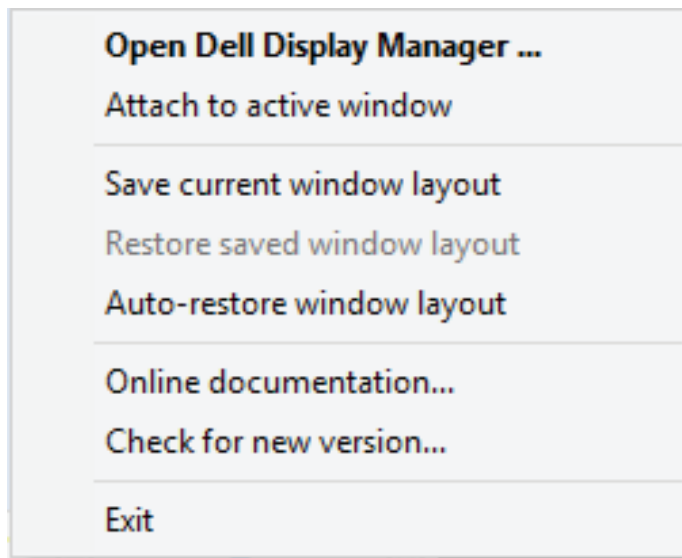 Open Dell Display Manager ...
Attach to active window
Save current window layout
Restore saved window layout
Auto-restore window layout
Online documentation...
Check for new version...
Exit